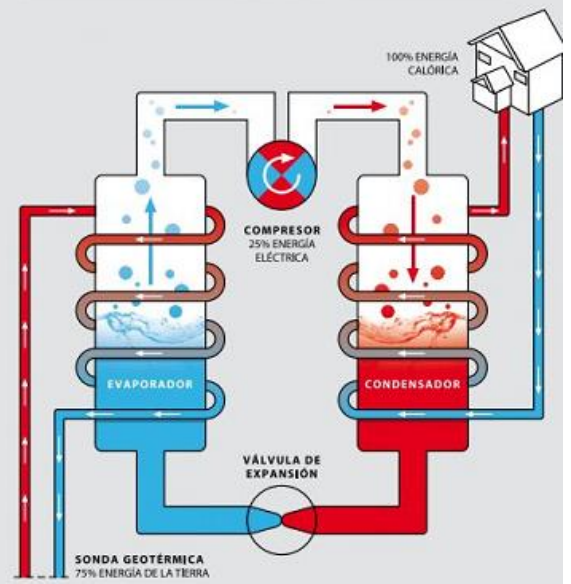 100% ENERGÍA
CALÓRICA
COMPRESOR
25% ENERGÍA
ELÉCTRICA
EVAPORADOR
CONDENSADOR
VÁLVULA DE
EXPANSIÓN
SONDA GEOTÉRMICA
75% ENERGÍA DE LA TIERRA